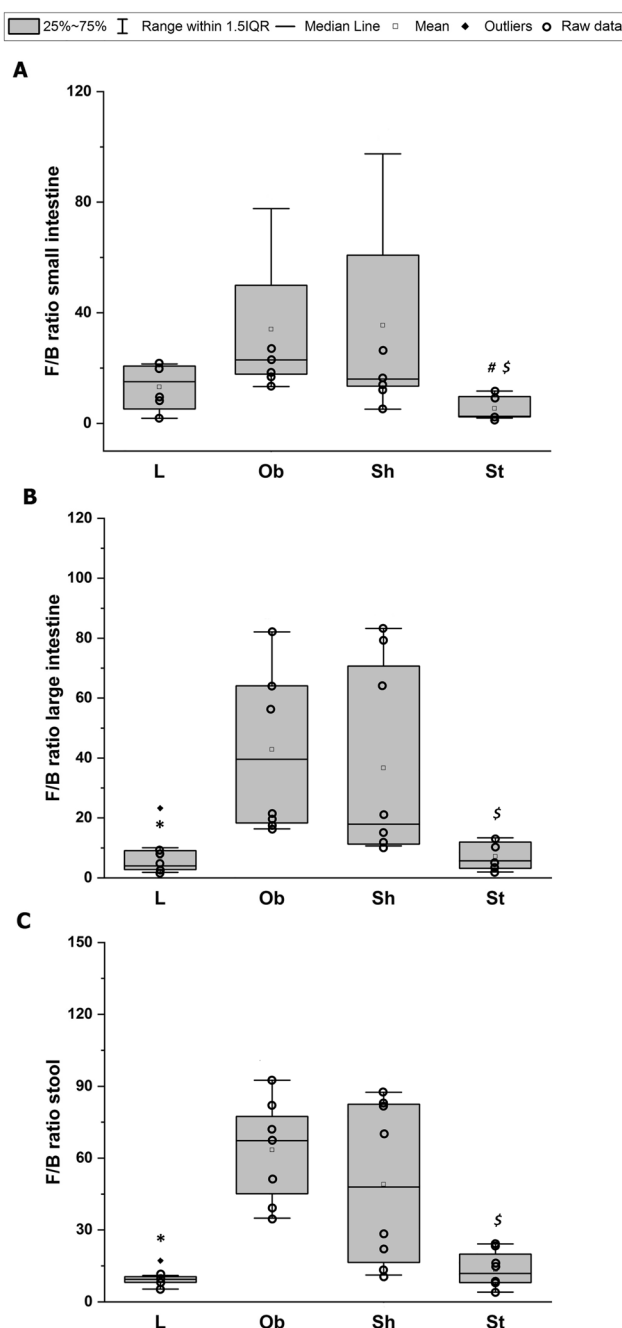 25%~75% Range within 1.5IQR Median Line Mean Outliers Raw data
A
F/B ratio small intestine
120
80
40
0
# $
L Ob Sh St
B
F/B ratio large intestine
120
100
80
60
40
20
0
*
$
L Ob Sh St
C
F/B ratio stool
150
120
90
60
30
0
*
$
L Ob Sh St